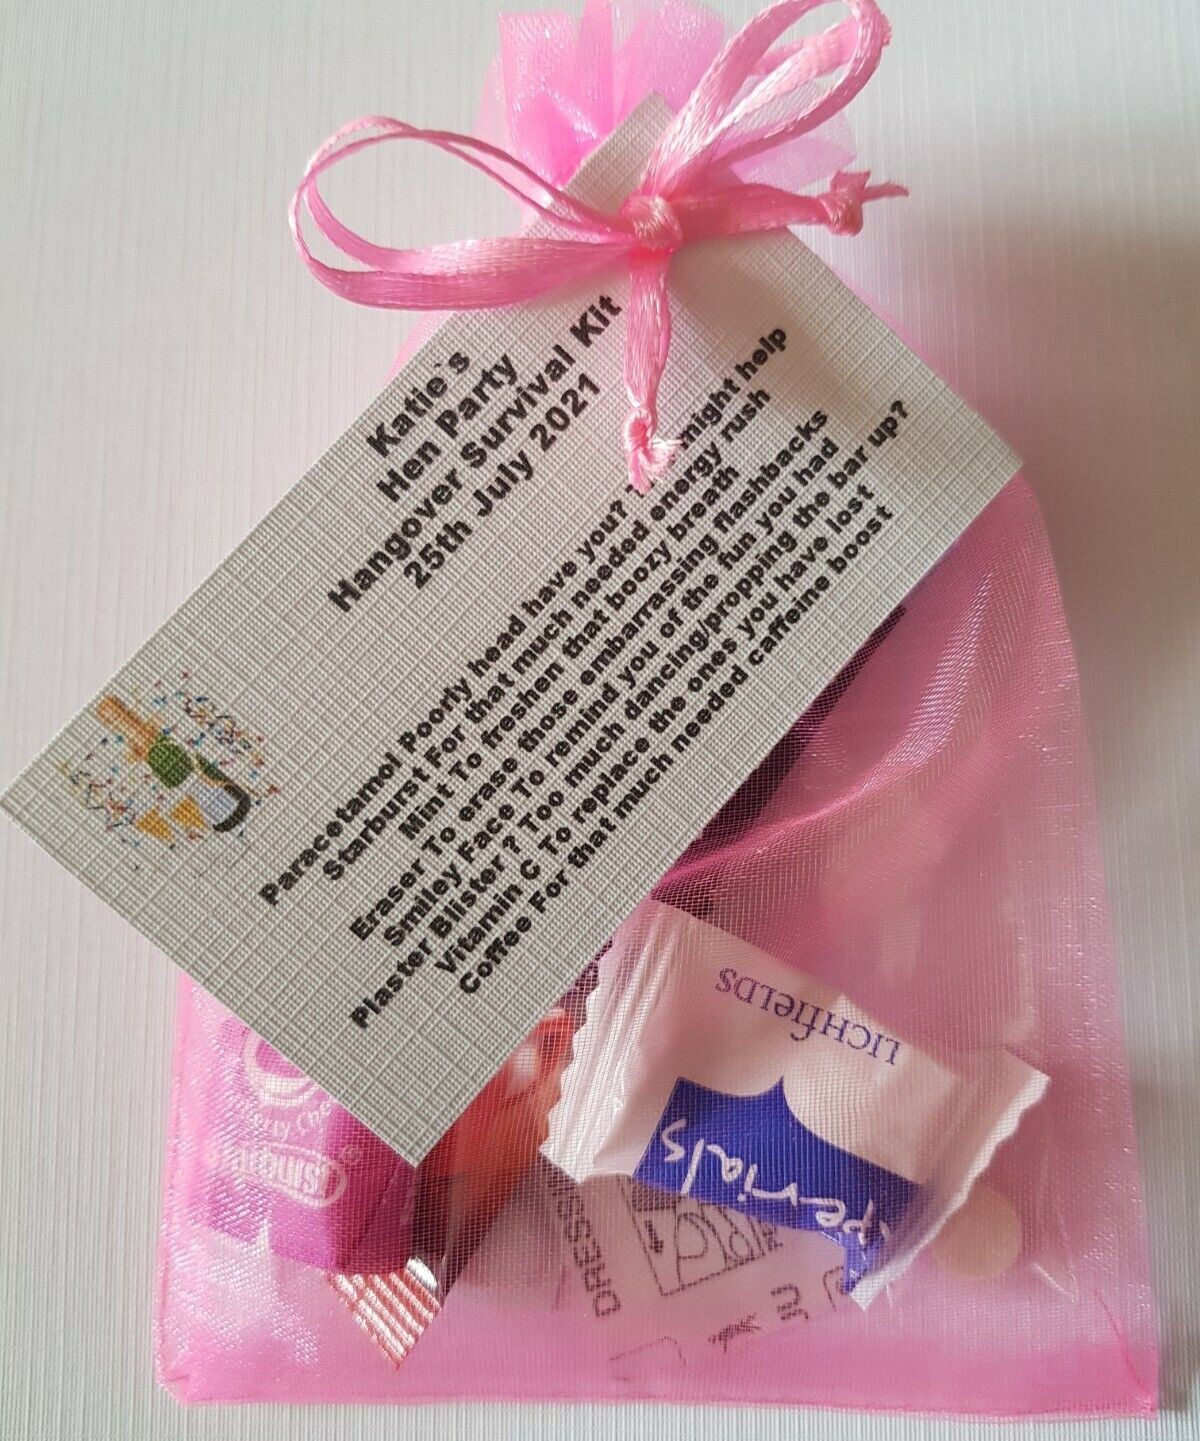 Katie`s
Hen Party
Hangover Survival Kit
25th July 2021
Paracetamol Poorly head have you? might help
Starburst For that much needed energy rush
Mint To freshen that boozy breath
Eraser To erase those embarrassing flashbacks
Smiley Face To remind you of the fun you had
Plaster Blister ? Too much dancing/propping the bar up?
Vitamin C To replace the ones you have lost
Coffee For that much needed caffeine boost
LICHfIELDS
DRESSIN